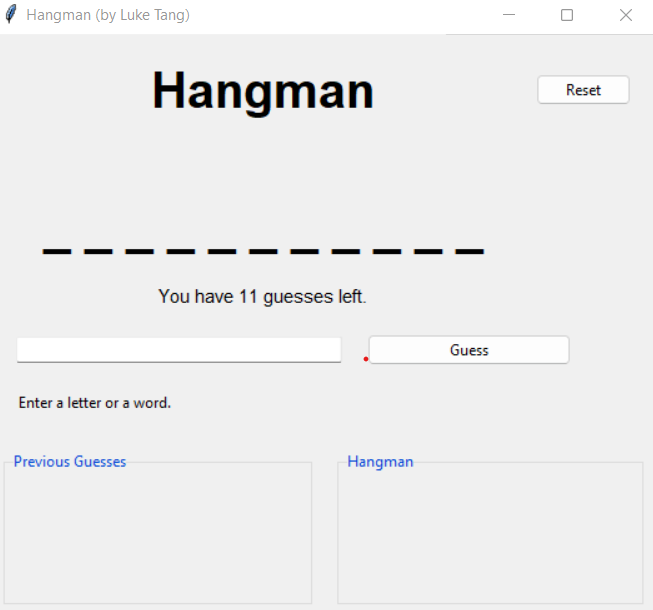 Hangman (by Luke Tang)
Hangman
Reset
_ _ _ _ _ _ _ _ _ _ _
You have 11 guesses left.
Guess
Enter a letter or a word.
Previous Guesses
Hangman